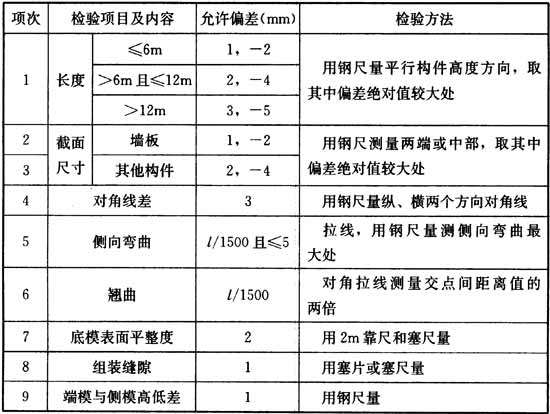 项次 检验项目及内容 允许偏差(mm) 检验方法
1 长度 ≤6m 1，-2 用钢尺量平行构件高度方向，取
其中偏差绝对值较大处
>6m 且≤12m 2，-4
>12m 3，-5
2 截面
尺寸 墙板 1，-2 用钢尺测量两端或中部，取其中
偏差绝对值较大处
3 其他构件 2，-4
4 对角线差 3 用钢尺量纵、横两个方向对角线
5 侧向弯曲 l/1500 且≤5 拉线，用钢尺量测侧向弯曲最
大处
6 翘曲 l/1500 对角拉线测量交点间距离值的
两倍
7 底模表面平整度 2 用 2m 靠尺和塞尺量
8 组装缝隙 1 用塞片或塞尺量
9 端模与侧模高低差 1 用钢尺量